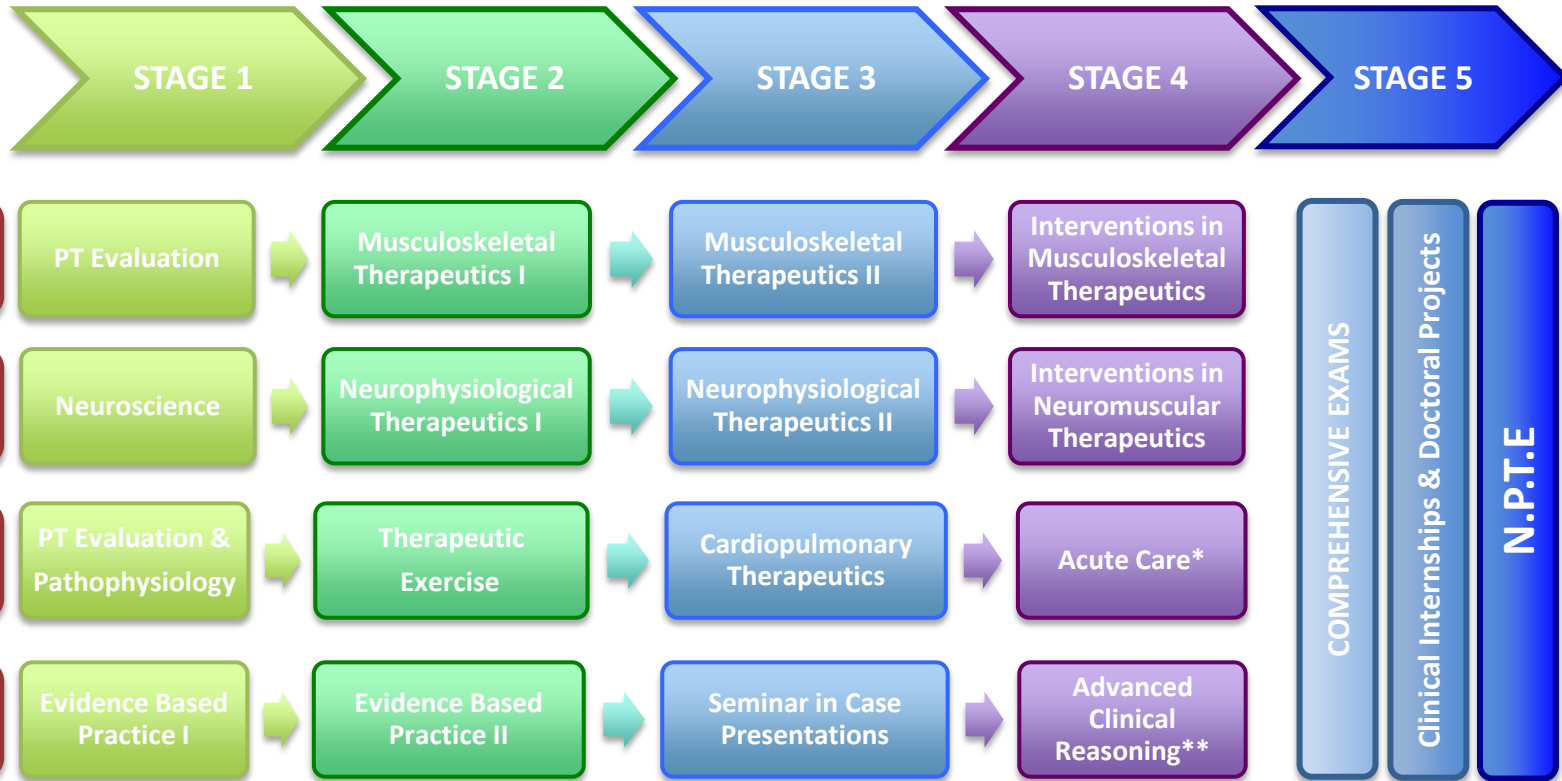 STAGE 1
STAGE 2
STAGE 3
STAGE 4
STAGE 5
PT Evaluation
Musculoskeletal
Therapeutics I
Musculoskeletal
Therapeutics II
Interventions in
Musculoskeletal
Therapeutics
Neuroscience
Neurophysiological
Therapeutics I
Neurophysiological
Therapeutics II
Interventions in
Neuromuscular
Therapeutics
PT Evaluation &
Pathophysiology
Therapeutic
Exercise
Cardiopulmonary
Therapeutics
Acute Care*
Evidence Based
Practice I
Evidence Based
Practice II
Seminar in Case
Presentations
Advanced
Clinical
Reasoning**
COMPREHENSIVE EXAMS
Clinical Internships & Doctoral Projects
N.P.T.E